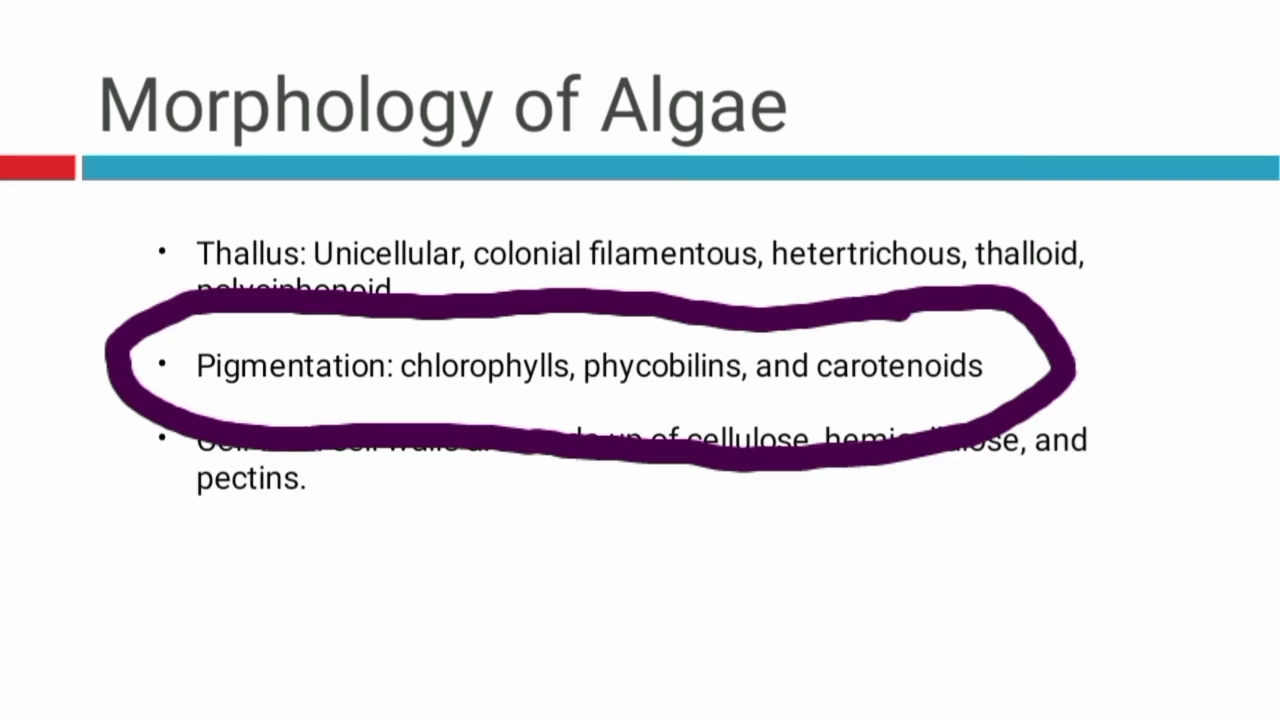 Morphology of Algae
• Thallus: Unicellular, colonial filamentous, hetertrichous, thalloid,
polysiphonoid
• Pigmentation: chlorophylls, phycobilins, and carotenoids
• of cellulose, hemicellulose, and
pectins.